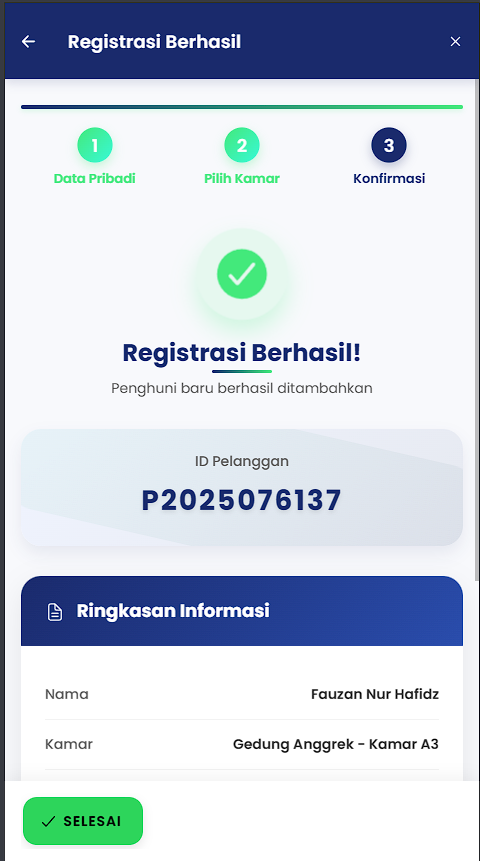 Registrasi Berhasil
1 2 3
Data Pribadi Pilih Kamar Konfirmasi
Registrasi Berhasil!
Penghuni baru berhasil ditambahkan
ID Pelanggan
P2025076137
Ringkasan Informasi
Nama Fauzan Nur Hafidz
Kamar Gedung Anggrek - Kamar A3
SELESAI